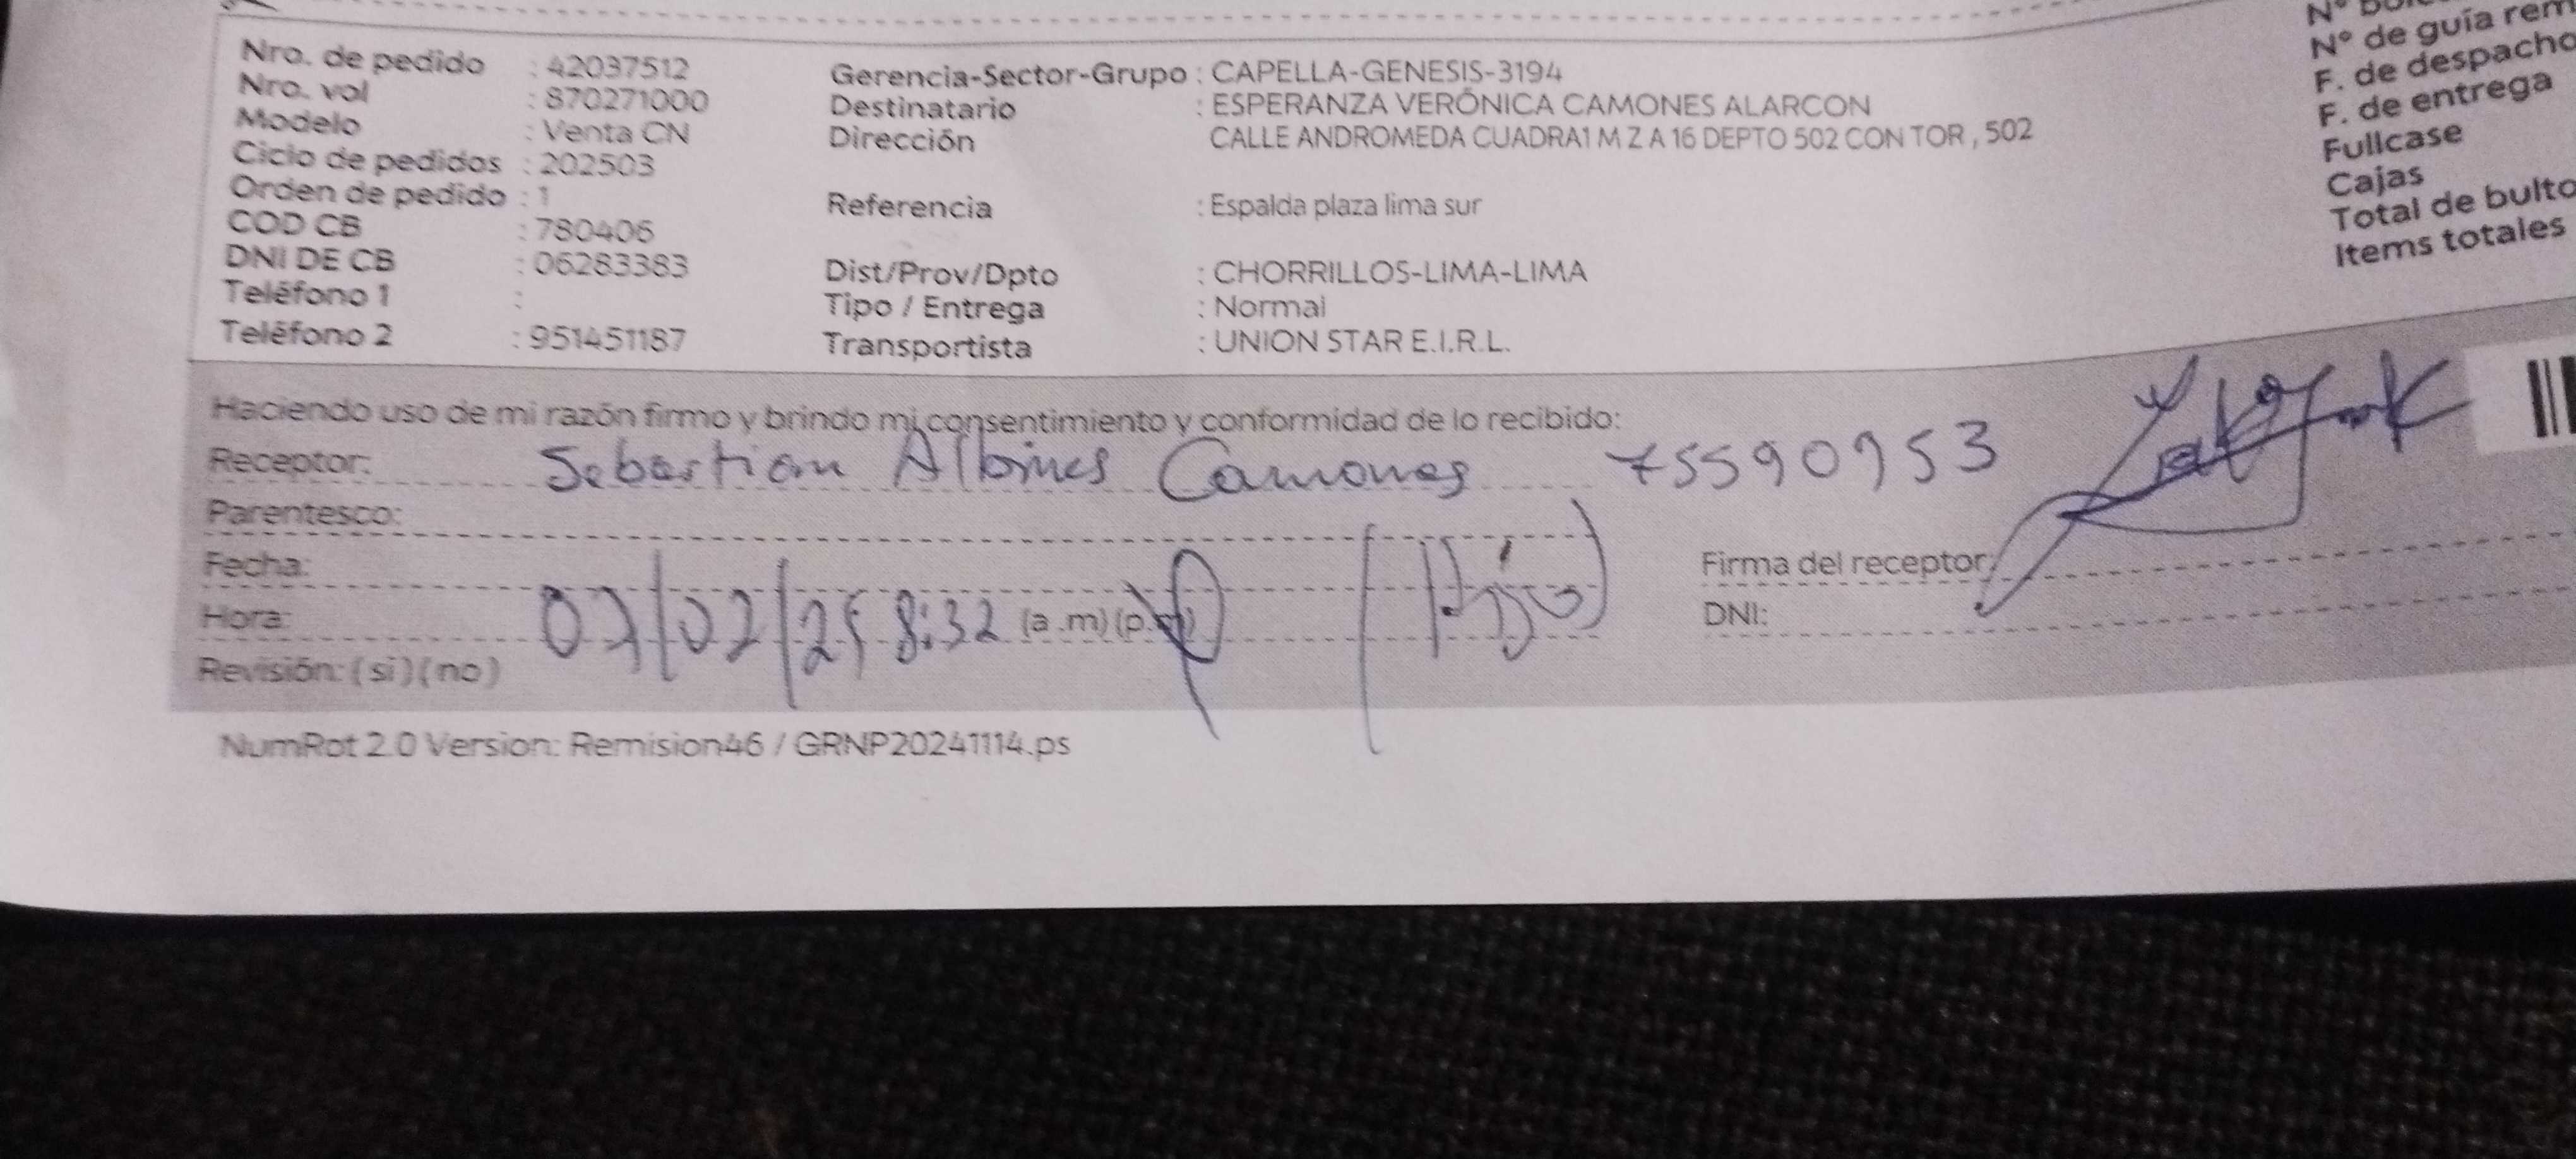 Nro. de pedido : 42037512
Nro. vol : 870271000
Modelo : Venta CN
Ciclo de pedidos : 202503
Orden de pedido : 1
COD CB : 780406
DNI DE CB : 06283383
Teléfono 1 :
Teléfono 2 : 951451187
Gerencia-Sector-Grupo : CAPELLA-GENESIS-3194
Destinatario : ESPERANZA VERÓNICA CAMONES ALARCON
Dirección CALLE ANDROMEDA CUADRA1 M Z A 16 DEPTO 502 CON TOR , 502
Referencia : Espalda plaza lima sur
Dist/Prov/Dpto : CHORRILLOS-LIMA-LIMA
Tipo / Entrega : Normal
Transportista : UNION STAR E.I.R.L.
N° de guía rem
F. de despacho
F. de entrega
Fullcase
Cajas
Total de bulto
Items totales
Haciendo uso de mi razón firmo y brindo mi consentimiento y conformidad de lo recibido:
Receptor: Sebastian Albines Camones 75590953
Parentesco: (Hijo)
Fecha: 07/02/25
Hora: 8:32 (a .m) (p.m)
Revisión: ( si ) ( no )
Firma del receptor:
DNI:
NumRot 2.0 Version: Remision46 / GRNP20241114.ps